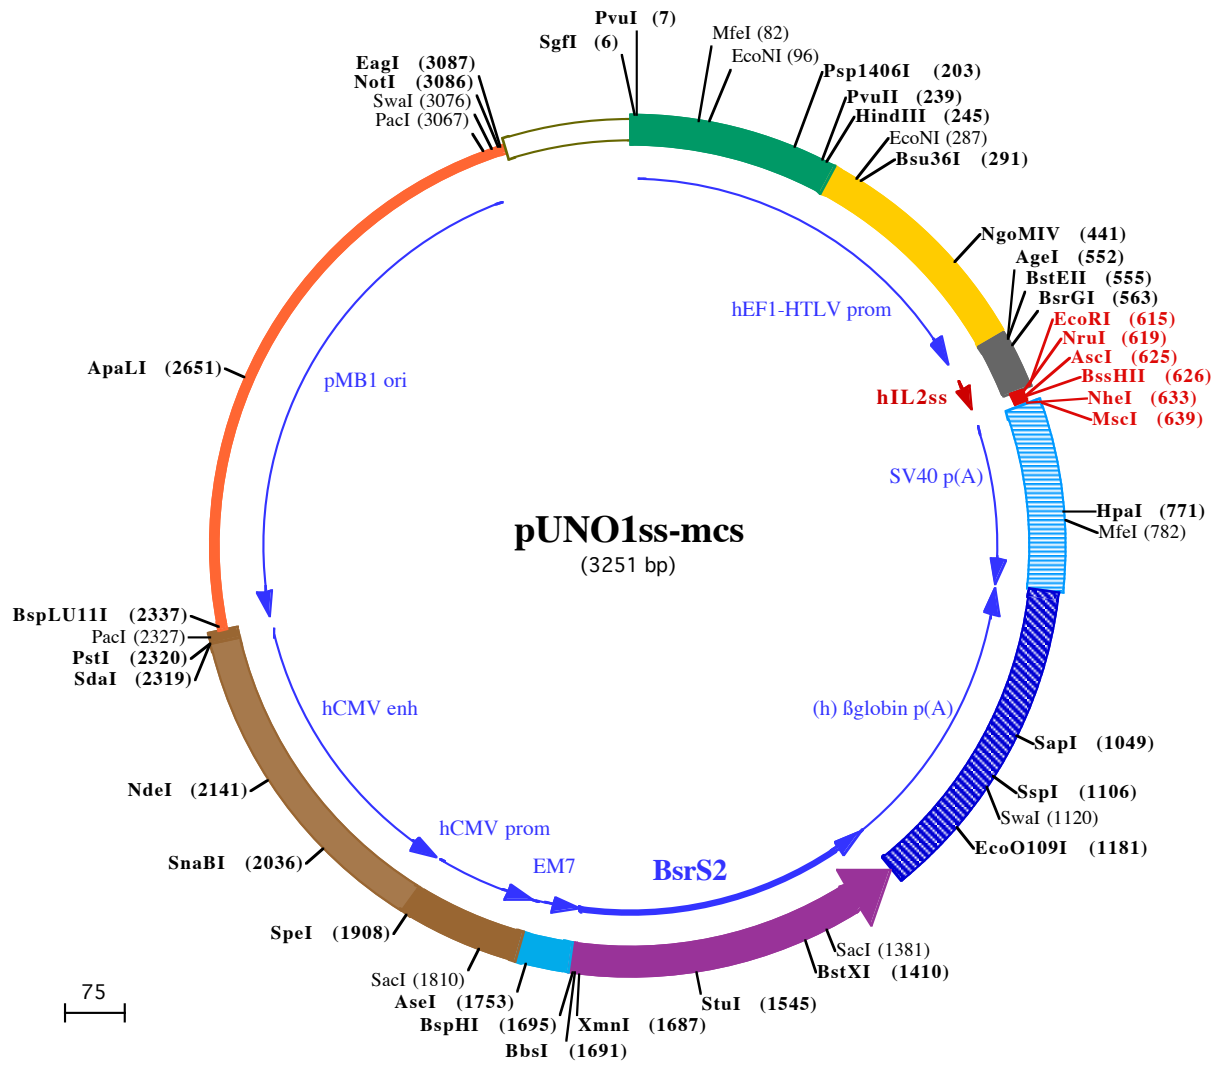 PvuI (7)
SgfI (6)
MfeI (82)
EcoNI (96)
Psp1406I (203)
PvuII (239)
HindIII (245)
EcoNI (287)
Bsu36I (291)
EagI (3087)
NotI (3086)
SwaI (3076)
PacI (3067)
NgoMIV (441)
AgeI (552)
BstEII (555)
BsrGI (563)
EcoRI (615)
NruI (619)
AscI (625)
BssHII (626)
NheI (633)
MscI (639)
hEF1-HTLV prom
hIL2ss
pMB1 ori
ApaLI (2651)
SV40 p(A)
HpaI (771)
MfeI (782)
pUNO1ss-mcs
(3251 bp)
BspLU11I (2337)
PacI (2327)
PstI (2320)
SdaI (2319)
hCMV enh
(h) ßglobin p(A)
SapI (1049)
SspI (1106)
SwaI (1120)
EcoO109I (1181)
NdeI (2141)
SnaBI (2036)
hCMV prom
EM7
BsrS2
SpeI (1908)
SacI (1810)
AseI (1753)
BspHI (1695)
BbsI (1691)
XmnI (1687)
StuI (1545)
BstXI (1410)
SacI (1381)
75